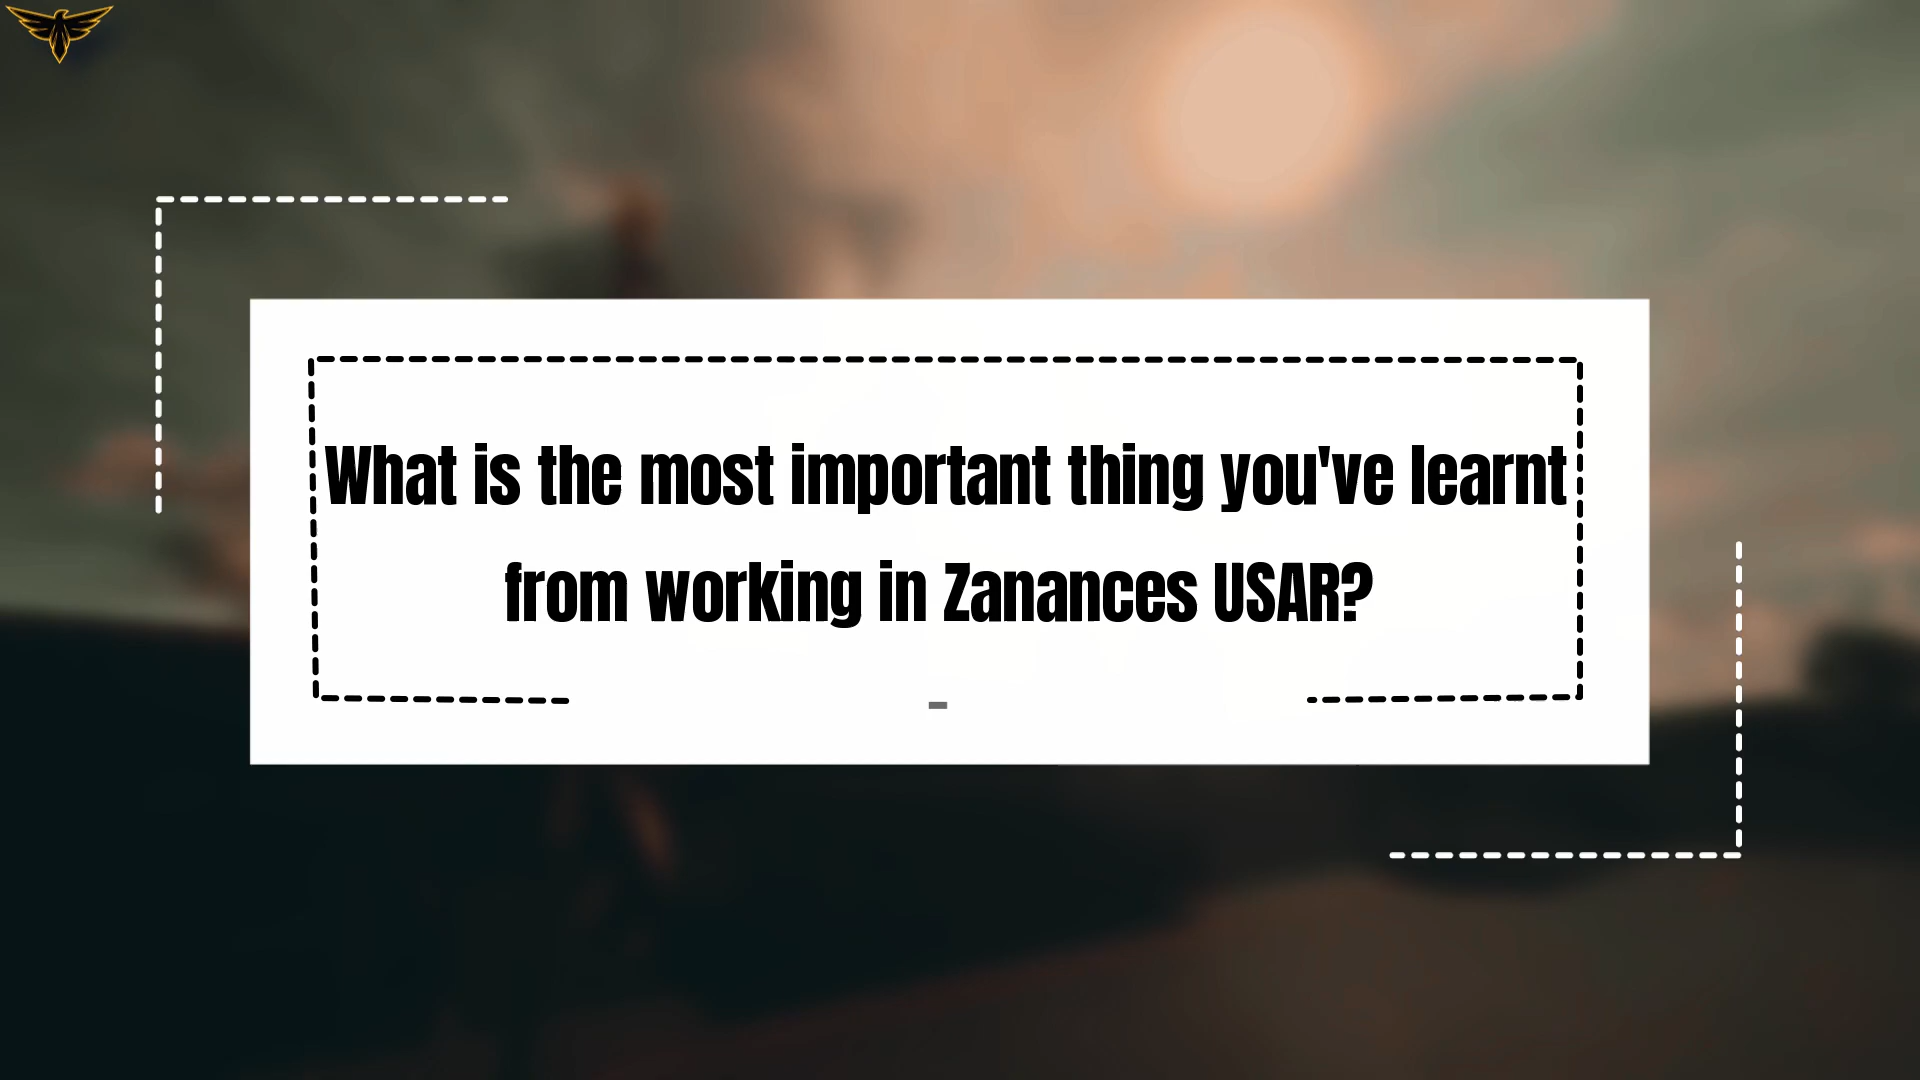 What is the most important thing you've learnt
from working in Zanances USAR?
-